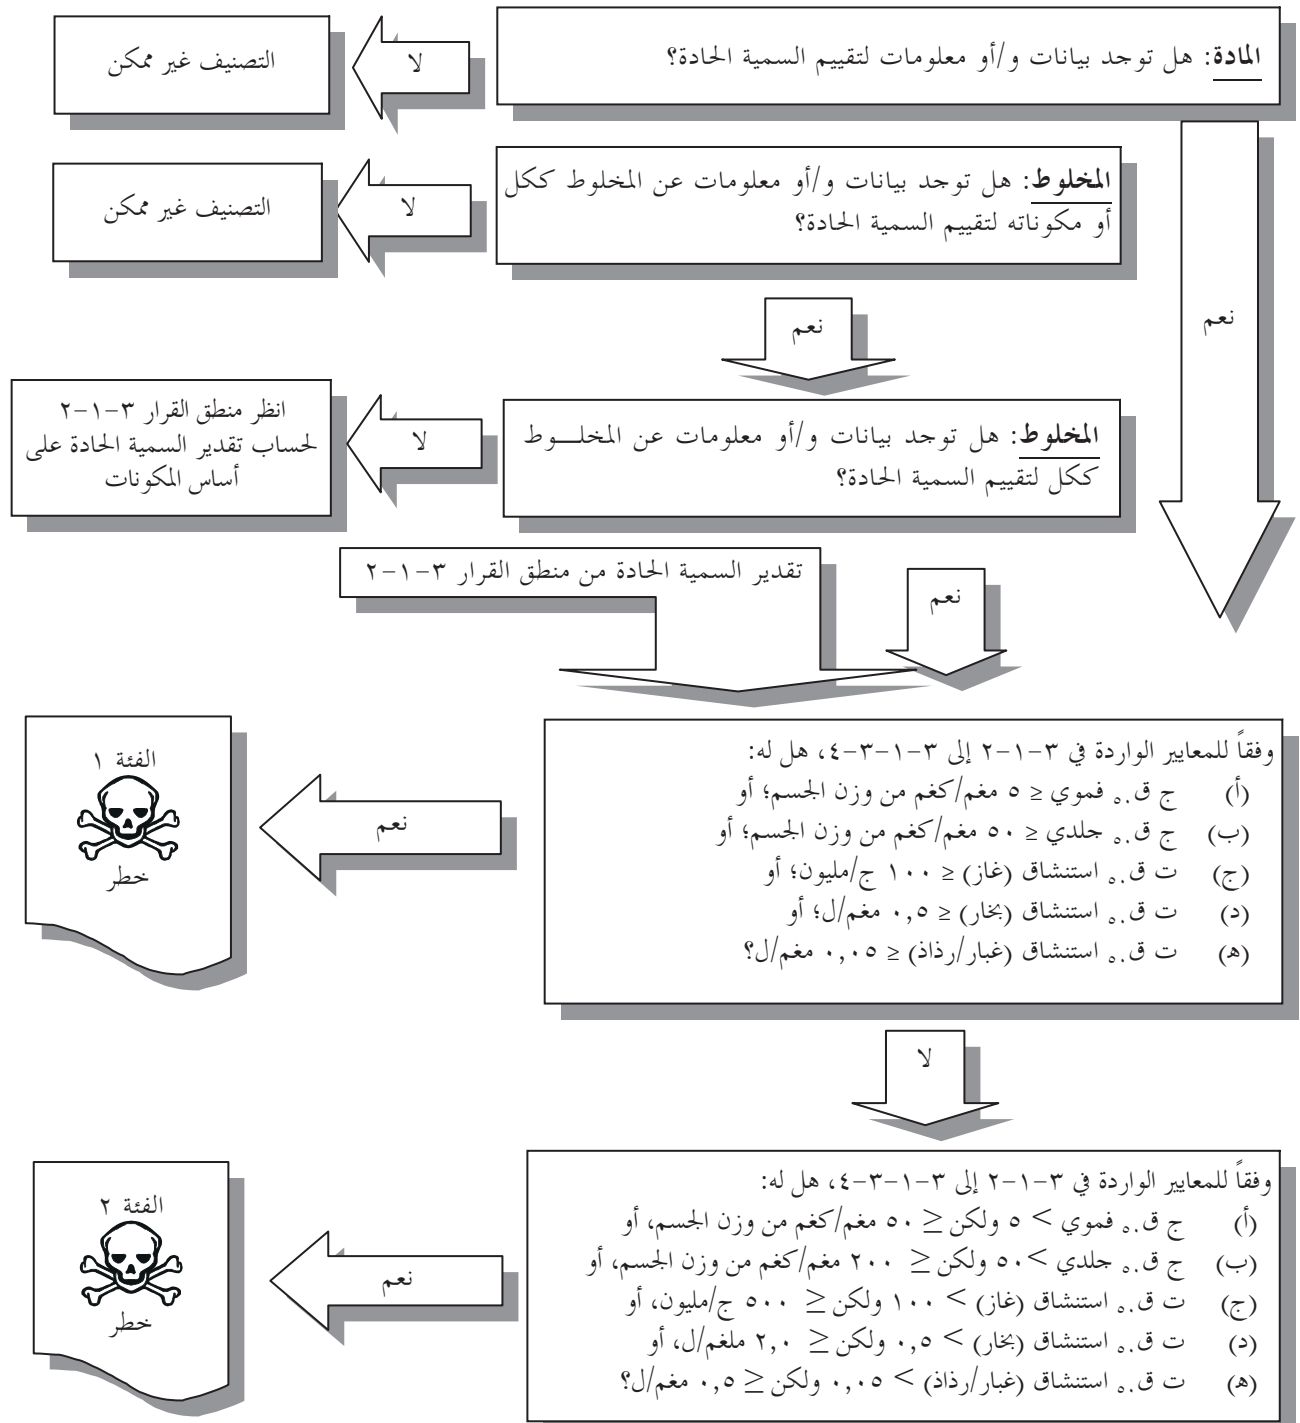 المادة: هل توجد بيانات و/أو معلومات لتقييم السمية الحادة؟
لا
التصنيف غير ممكن
المخلوط: هل توجد بيانات و/أو معلومات عن المخلوط ككل
أو مكوناته لتقييم السمية الحادة؟
لا
التصنيف غير ممكن
نعم
نعم
المخلوط: هل توجد بيانات و/أو معلومات عن المخلــوط
ككل لتقييم السمية الحادة؟
لا
انظر منطق القرار ٣-١-٢
لحساب تقدير السمية الحادة على
أساس المكونات
تقدير السمية الحادة من منطق القرار ٣-١-٢
نعم
وفقاً للمعايير الواردة في ٣-١-٢ إلى ٣-١-٣-٤، هل له:
(أ) ج ق.٥ فموي ≥ ٥ مغم/كغم من وزن الجسم؛ أو
(ب) ج ق.٥ جلدي ≥ ٥٠ مغم/كغم من وزن الجسم؛ أو
(ج) ت ق.٥ استنشاق (غاز) ≥ ١٠٠ ج/مليون؛ أو
(د) ت ق.٥ استنشاق (بخار) ≥ ٠,٥ مغم/ل؛ أو
(ه) ت ق.٥ استنشاق (غبار/رذاذ) ≥ ٠,٠٥ مغم/ل؟
نعم
الفئة ١
خطر
لا
وفقاً للمعايير الواردة في ٣-١-٢ إلى ٣-١-٣-٤، هل له:
(أ) ج ق.٥ فموي > ٥ ولكن ≥ ٥٠ مغم/كغم من وزن الجسم، أو
(ب) ج ق.٥ جلدي > ٥٠ ولكن ≥ ٢٠٠ مغم/كغم من وزن الجسم، أو
(ج) ت ق.٥ استنشاق (غاز) > ١٠٠ ولكن ≥ ٥٠٠ ج/مليون، أو
(د) ت ق.٥ استنشاق (بخار) > ٠,٥ ولكن ≥ ٢,٠ ملغم/ل، أو
(ه) ت ق.٥ استنشاق (غبار/رذاذ) > ٠,٠٥ ولكن ≥ ٠,٥ مغم/ل؟
نعم
الفئة ٢
خطر